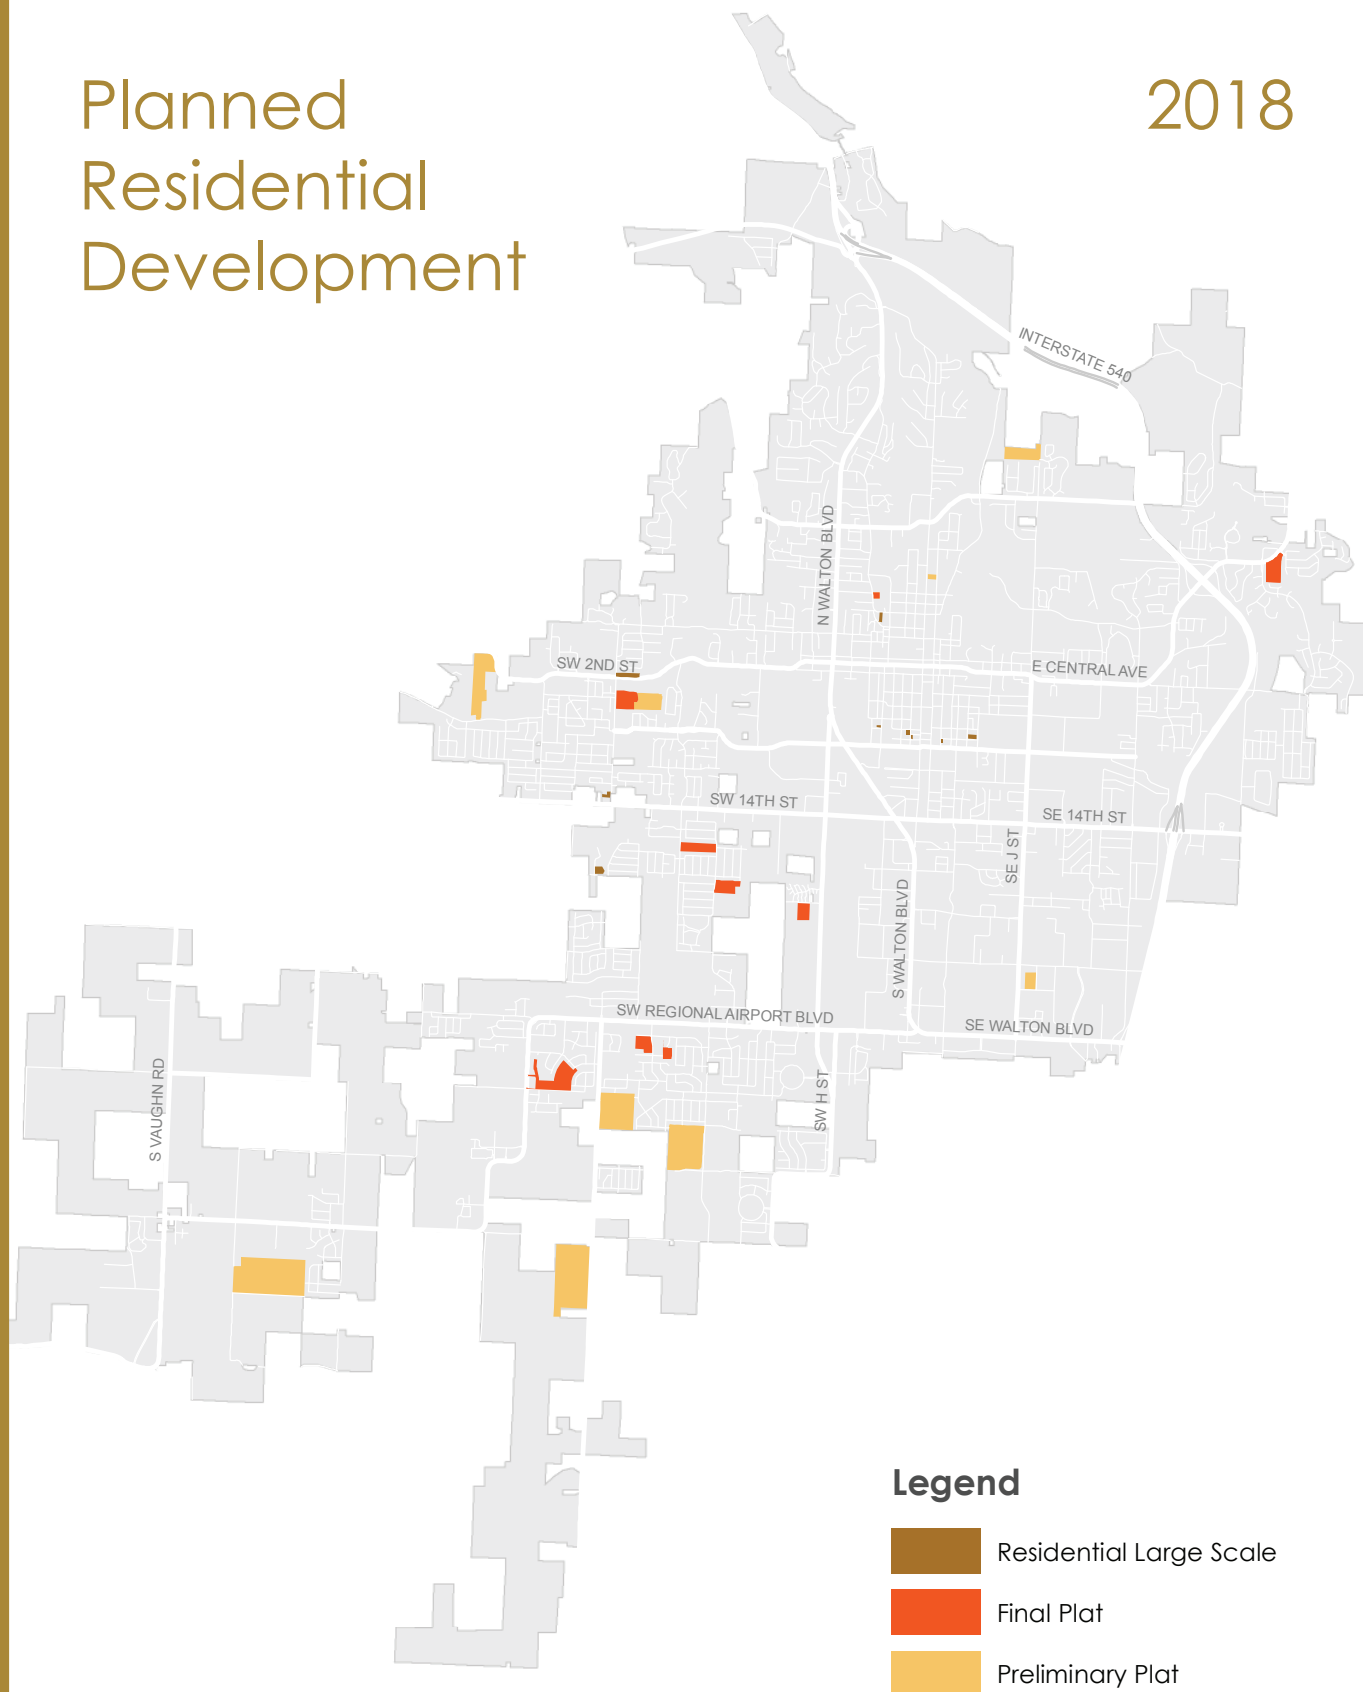 Planned
Residential
Development
2018
INTERSTATE 540
N WALTON BLVD
SW 2ND ST
E CENTRAL AVE
SW 14TH ST
SE 14TH ST
SE J ST
S WALTON BLVD
SW REGIONAL AIRPORT BLVD
SE WALTON BLVD
S VAUGHN RD
SW H ST
Legend
Residential Large Scale
Final Plat
Preliminary Plat